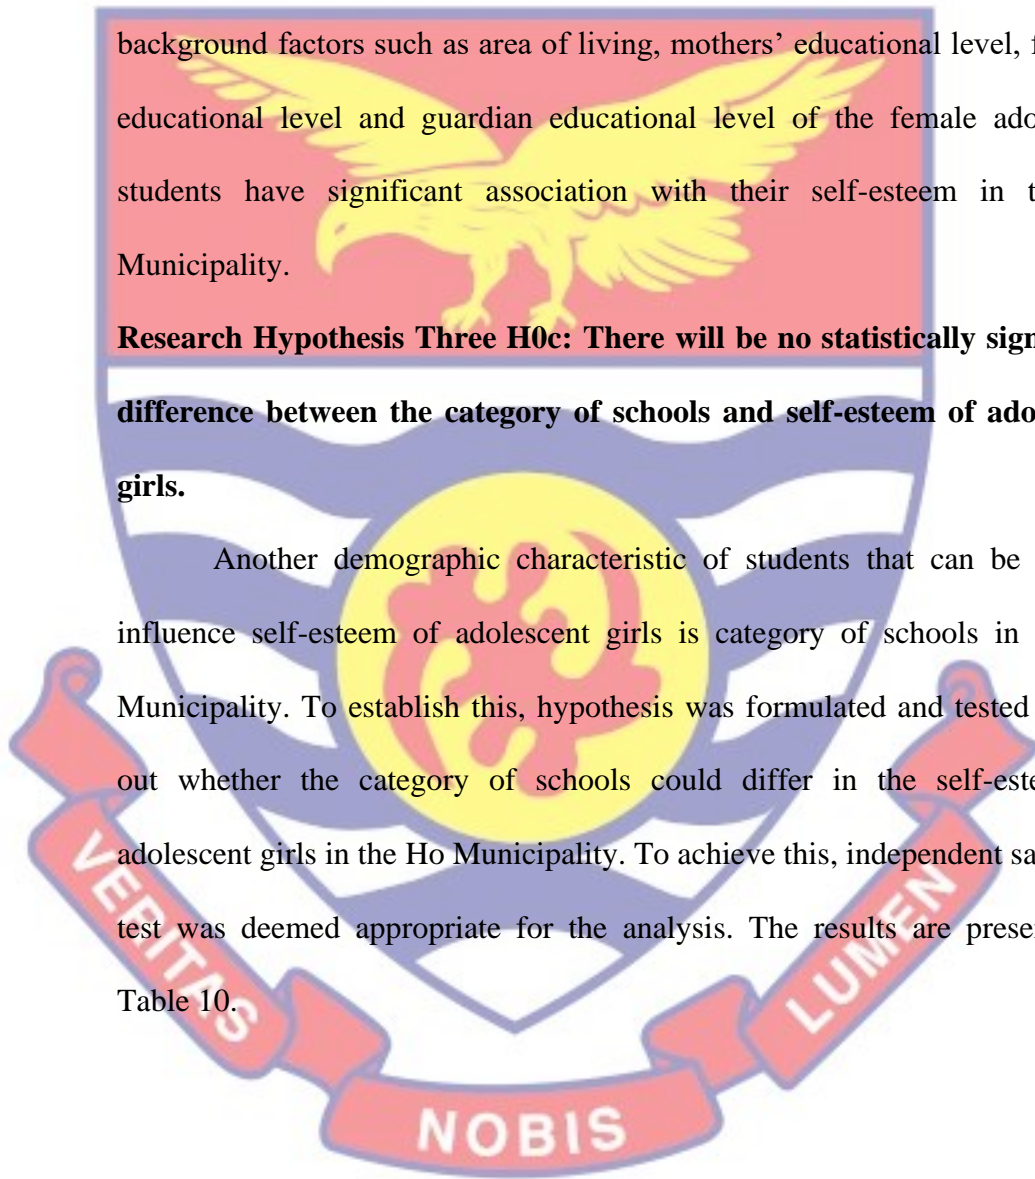 background factors such as area of living, mothers’ educational level, f
educational level and guardian educational level of the female ado
students have significant association with their self-esteem in t
Municipality.
Research Hypothesis Three H0c: There will be no statistically sign
difference between the category of schools and self-esteem of ado
girls.
Another demographic characteristic of students that can be
influence self-esteem of adolescent girls is category of schools in
Municipality. To establish this, hypothesis was formulated and tested
out whether the category of schools could differ in the self-este
adolescent girls in the Ho Municipality. To achieve this, independent sa
test was deemed appropriate for the analysis. The results are prese
Table 10.
VERITAS
NOBIS
LUMEN